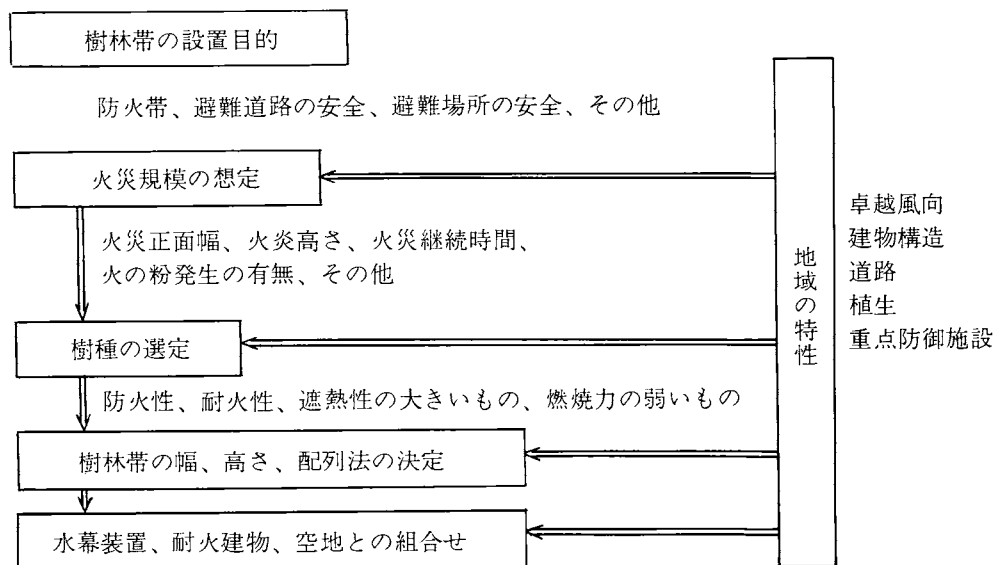 樹林帯の設置目的
防火帯、避難道路の安全、避難場所の安全、その他
火災規模の想定
火災正面幅、火炎高さ、火災継続時間、
火の粉発生の有無、その他
樹種の選定
防火性、耐火性、遮熱性の大きいもの、燃焼力の弱いもの
樹林帯の幅、高さ、配列法の決定
水幕装置、耐火建物、空地との組合せ
地域の特性
卓越風向
建物構造
道路
植生
重点防御施設